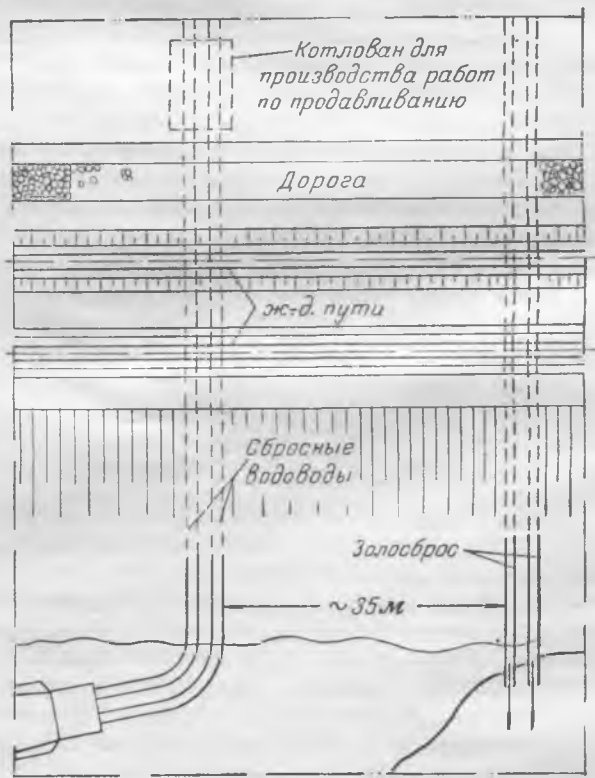 Котлован для
производства работ
по продавливанию
Дорога
ж.-д. пути
Сбросные
водоводы
Золосброс
~35м